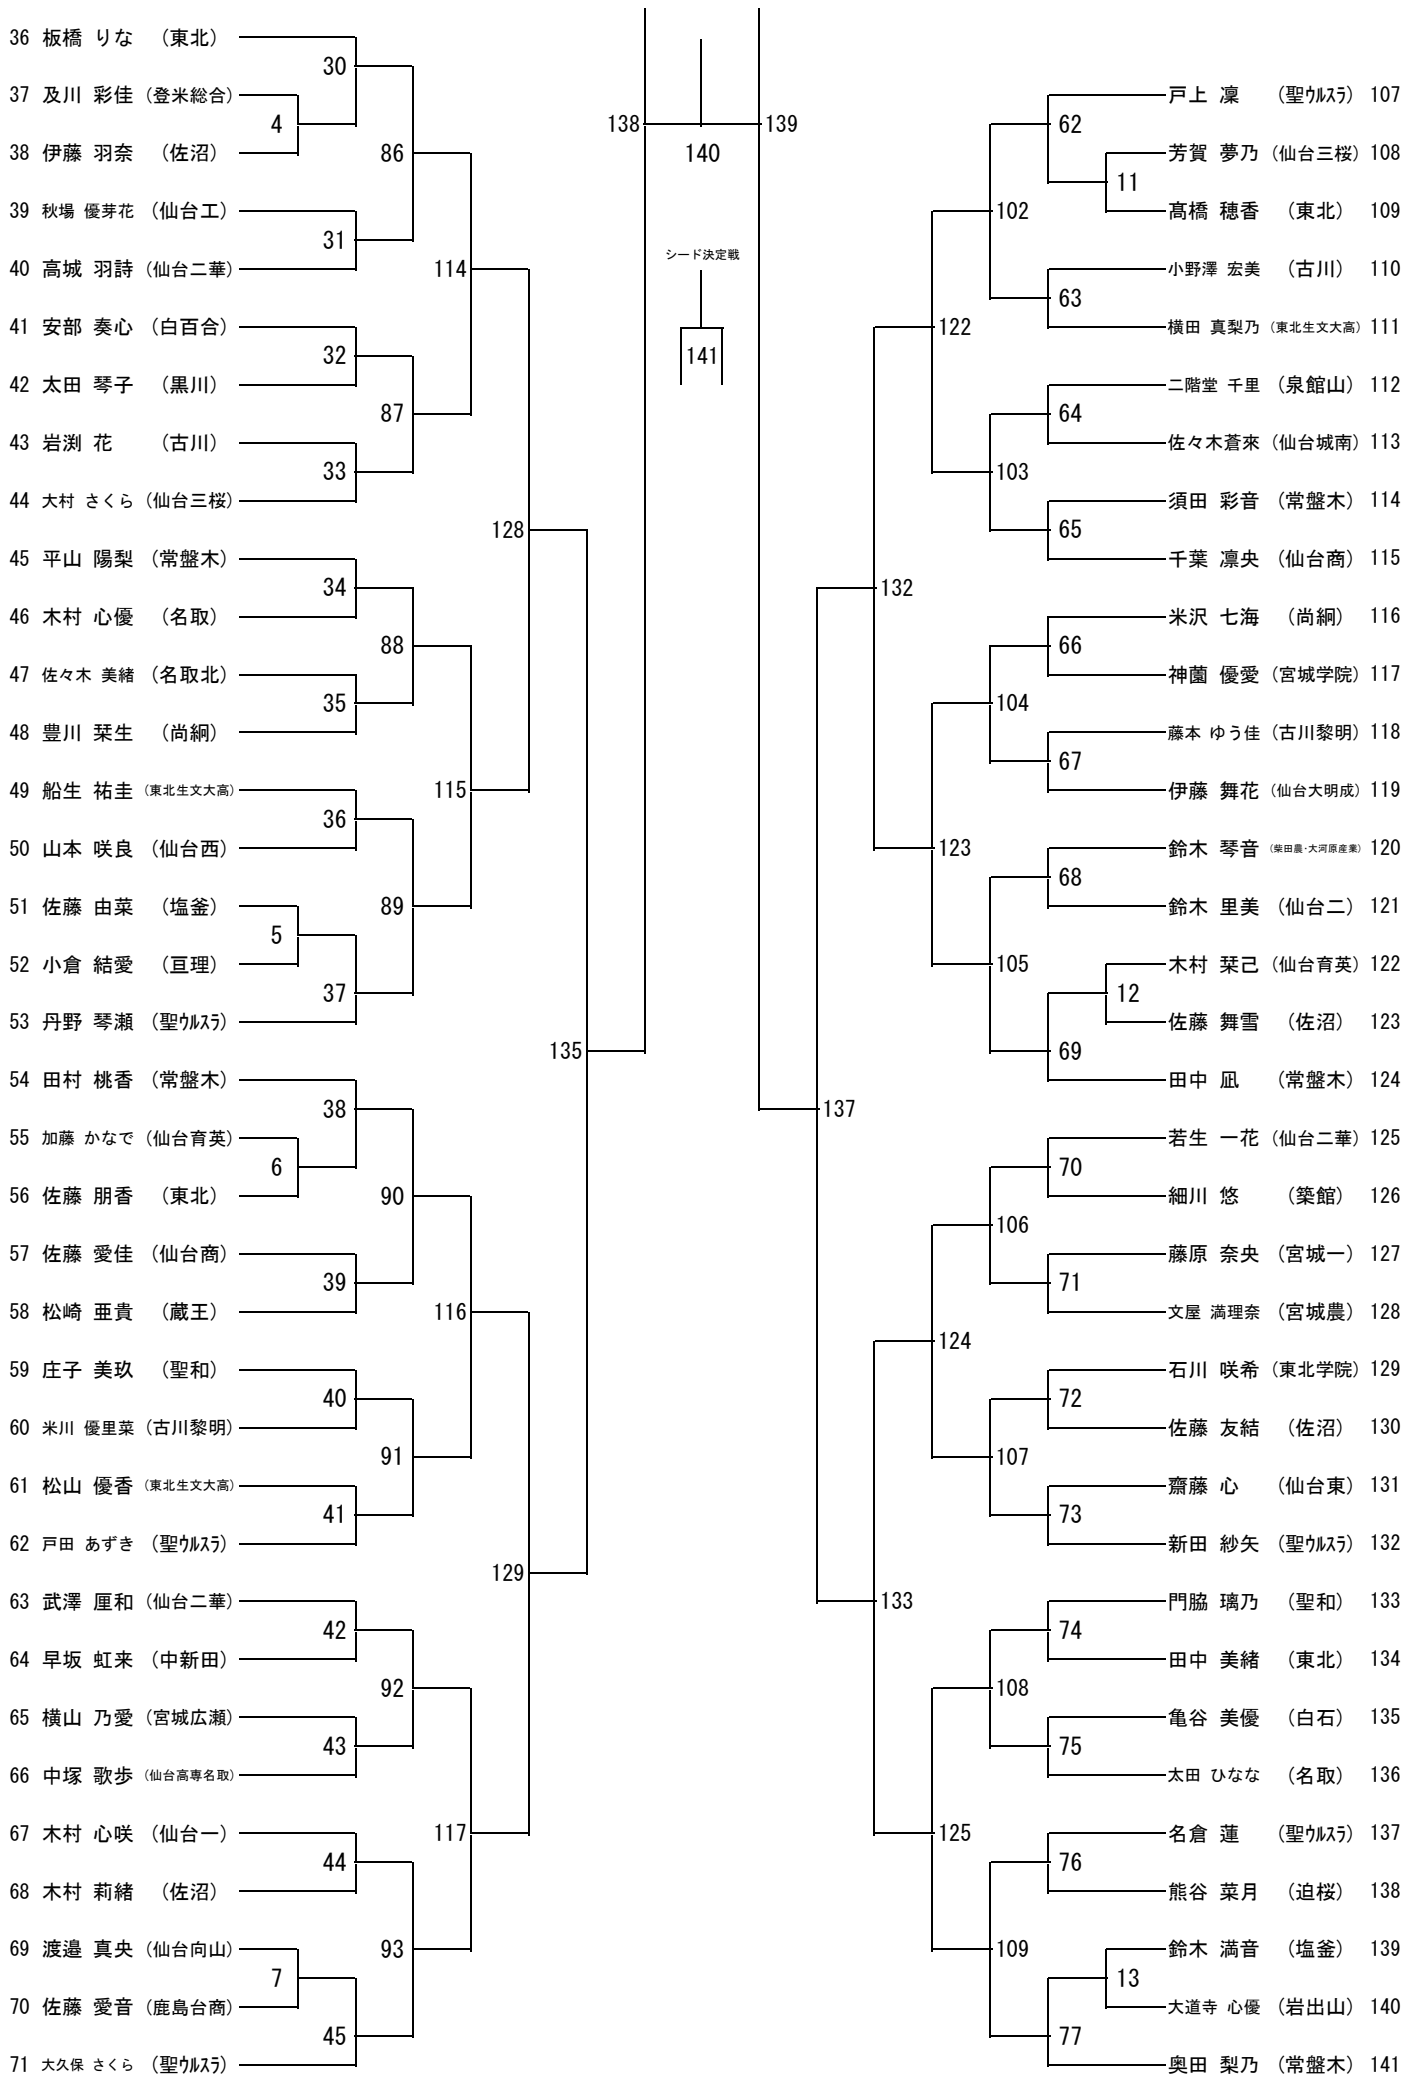 36 板橋 りな （東北）
30
37 及川 彩佳 （登米総合）
4
38 伊藤 羽奈 （佐沼）
86
39 秋場 優芽花 （仙台工）
31
40 高城 羽詩 （仙台二華）
114
41 安部 奏心 （白百合）
32
42 太田 琴子 （黒川）
87
43 岩渕 花 （古川）
33
44 大村 さくら （仙台三桜）
128
45 平山 陽梨 （常盤木）
34
46 木村 心優 （名取）
88
47 佐々木 美緒 （名取北）
35
48 豊川 栞生 （尚絅）
49 船生 祐圭 （東北生文大高）
115
36
50 山本 咲良 （仙台西）
51 佐藤 由菜 （塩釜）
89
5
52 小倉 結愛 （亘理）
37
53 丹野 琴瀬 （聖ｳﾙｽﾗ）
135
54 田村 桃香 （常盤木）
38
55 加藤 かなで （仙台育英）
6
56 佐藤 朋香 （東北）
90
57 佐藤 愛佳 （仙台商）
39
58 松崎 亜貴 （蔵王）
116
59 庄子 美玖 （聖和）
40
60 米川 優里菜 （古川黎明）
91
61 松山 優香 （東北生文大高）
41
62 戸田 あずき （聖ｳﾙｽﾗ）
129
63 武澤 厘和 （仙台二華）
42
64 早坂 虹来 （中新田）
92
65 横山 乃愛 （宮城広瀬）
43
66 中塚 歌歩 （仙台高専名取）
67 木村 心咲 （仙台一）
117
44
68 木村 莉緒 （佐沼）
69 渡邉 真央 （仙台向山）
93
7
70 佐藤 愛音 （鹿島台商）
45
71 大久保 さくら （聖ｳﾙｽﾗ）
138
139
140
シード決定戦
141
戸上 凜 （聖ｳﾙｽﾗ） 107
62
芳賀 夢乃 （仙台三桜） 108
11
髙橋 穂香 （東北） 109
102
小野澤 宏美 （古川） 110
63
横田 真梨乃 （東北生文大高） 111
122
二階堂 千里 （泉館山） 112
64
佐々木蒼來 （仙台城南） 113
103
須田 彩音 （常盤木） 114
65
千葉 凛央 （仙台商） 115
132
米沢 七海 （尚絅） 116
66
神薗 優愛 （宮城学院） 117
104
藤本 ゆう佳 （古川黎明） 118
67
伊藤 舞花 （仙台大明成） 119
鈴木 琴音 （柴田農･大河原産業） 120
123
68
鈴木 里美 （仙台二） 121
木村 栞己 （仙台育英） 122
105
12
佐藤 舞雪 （佐沼） 123
69
田中 凪 （常盤木） 124
137
若生 一花 （仙台二華） 125
70
細川 悠 （築館） 126
106
藤原 奈央 （宮城一） 127
71
文屋 満理奈 （宮城農） 128
124
石川 咲希 （東北学院） 129
72
佐藤 友結 （佐沼） 130
107
齋藤 心 （仙台東） 131
73
新田 紗矢 （聖ｳﾙｽﾗ） 132
133
門脇 璃乃 （聖和） 133
74
田中 美緒 （東北） 134
108
亀谷 美優 （白石） 135
75
太田 ひなな （名取） 136
名倉 蓮 （聖ｳﾙｽﾗ） 137
125
76
熊谷 菜月 （迫桜） 138
鈴木 満音 （塩釜） 139
109
13
大道寺 心優 （岩出山） 140
77
奥田 梨乃 （常盤木） 141